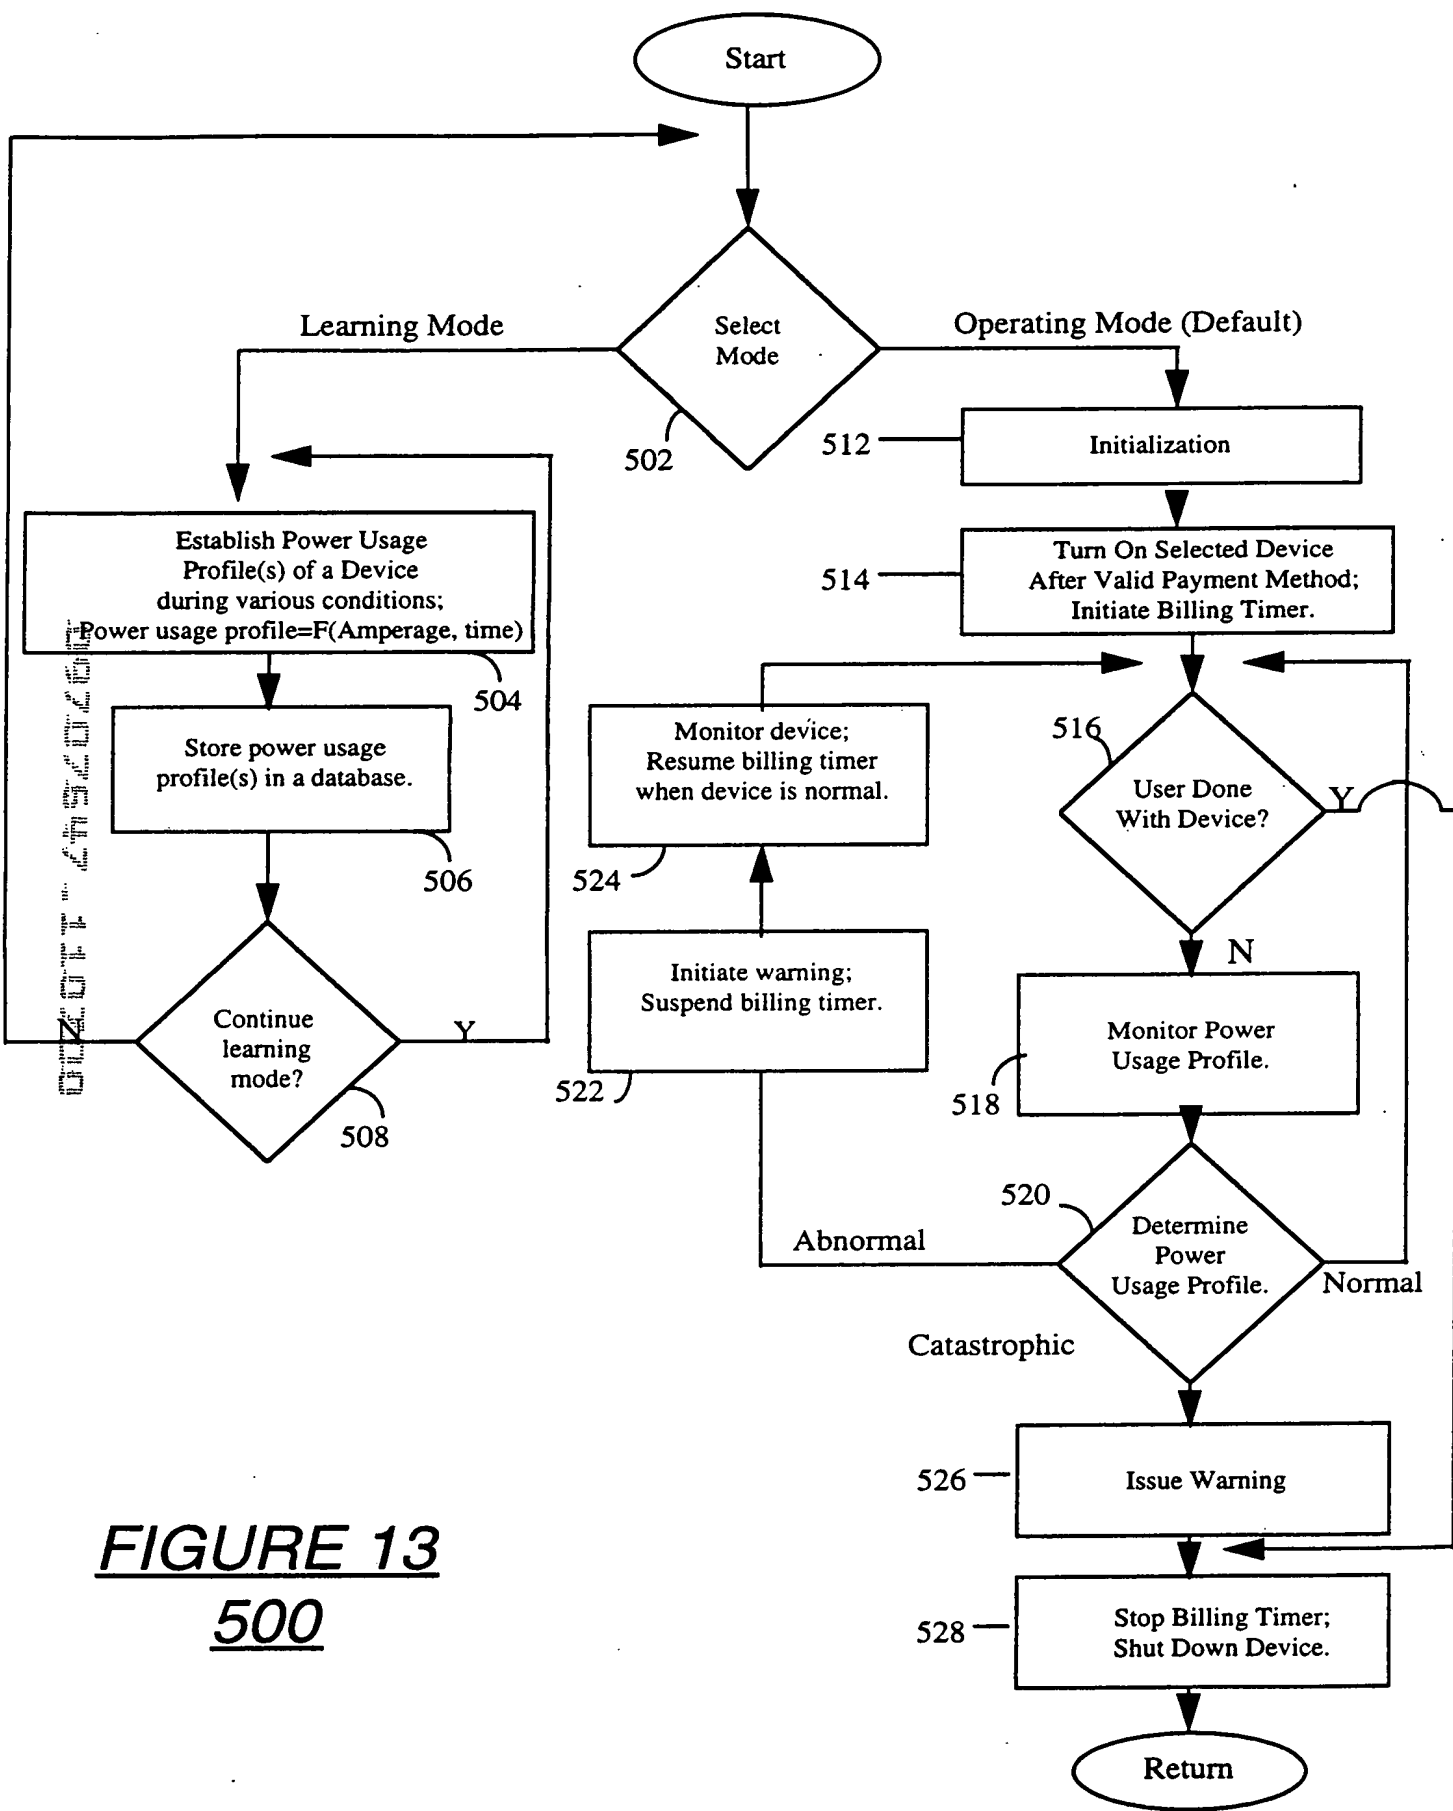 Start
Learning Mode
Select
Mode
Operating Mode (Default)
502
512
Initialization
Establish Power Usage
Profile(s) of a Device
during various conditions;
Power usage profile=F(Amperage, time)
504
514
Turn On Selected Device
After Valid Payment Method;
Initiate Billing Timer.
Store power usage
profile(s) in a database.
506
Monitor device;
Resume billing timer
when device is normal.
524
516
User Done
With Device?
Y
N
Continue
learning
mode?
N
Y
508
Initiate warning;
Suspend billing timer.
522
Monitor Power
Usage Profile.
518
520
Determine
Power
Usage Profile.
Abnormal
Normal
Catastrophic
526
Issue Warning
528
Stop Billing Timer;
Shut Down Device.
Return
FIGURE 13
500